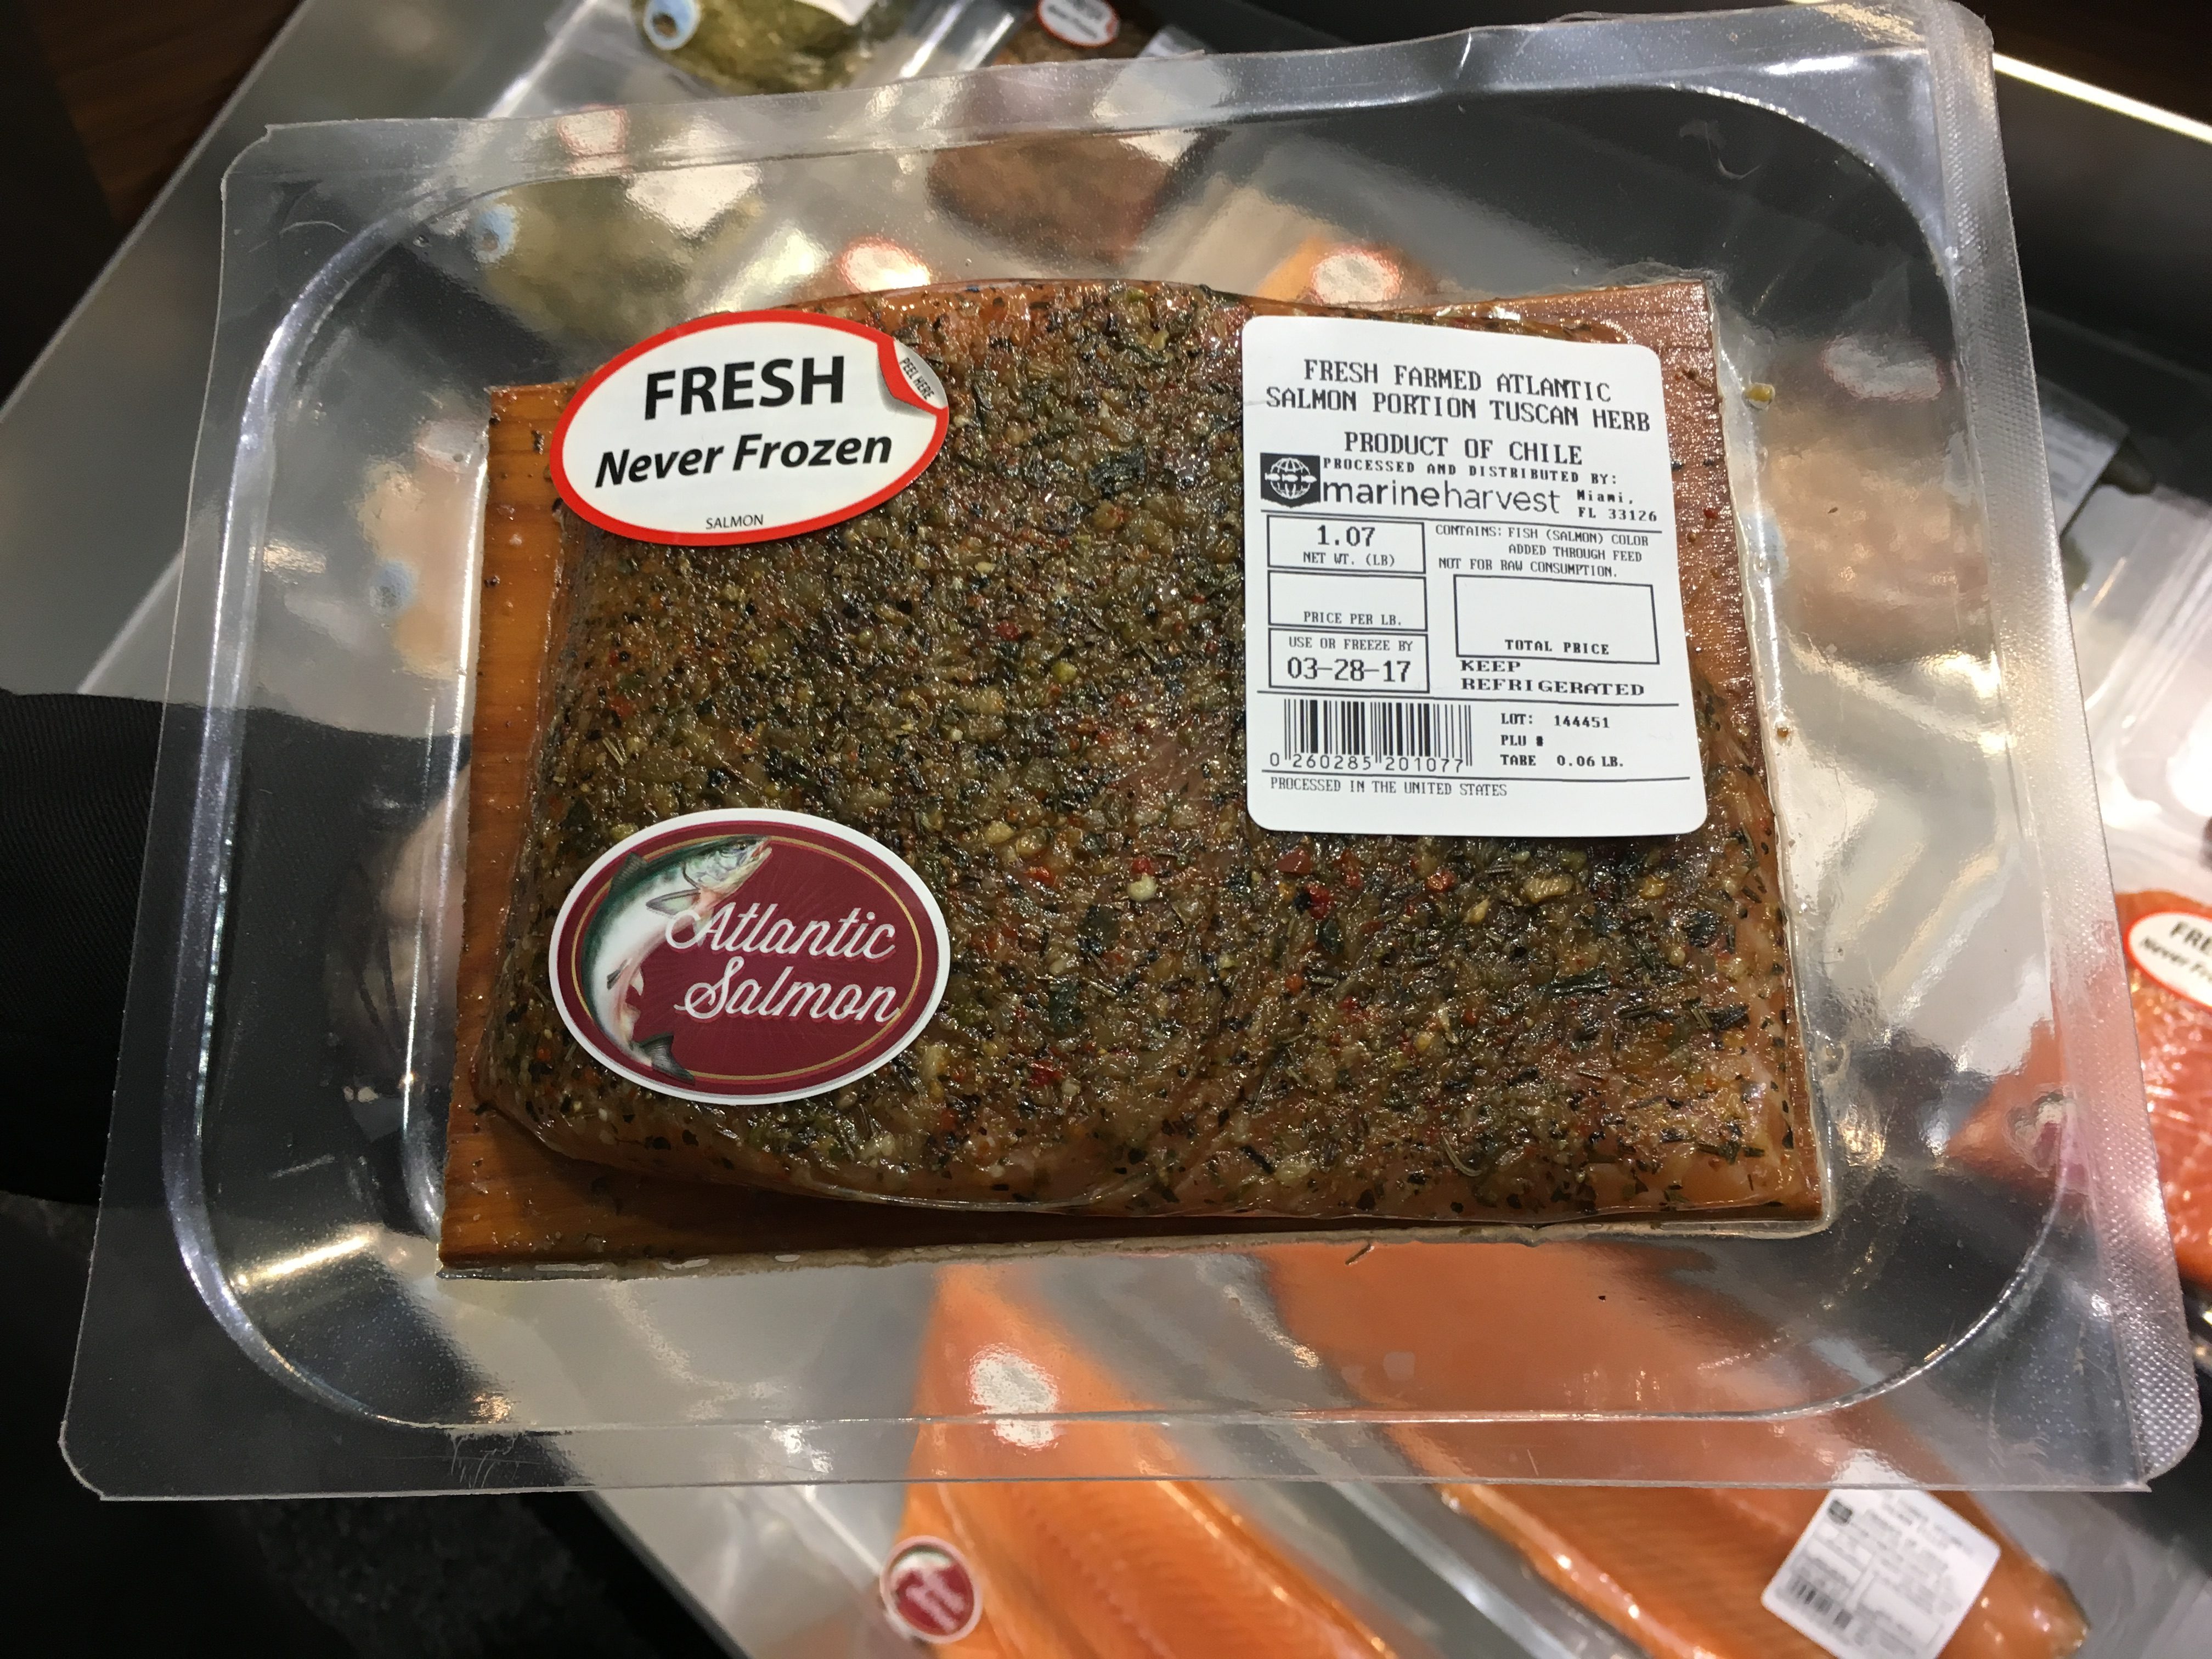 FRESH
Never Frozen
SALMON
PEEL HERE
FRESH FARMED ATLANTIC
SALMON PORTION TUSCAN HERB
PRODUCT OF CHILE
PROCESSED AND DISTRIBUTED BY:
marineharvest
Miami,
FL 33126
1.07
NET WT. (LB)
CONTAINS: FISH (SALMON) COLOR
ADDED THROUGH FEED
NOT FOR RAW CONSUMPTION.
PRICE PER LB.
TOTAL PRICE
USE OR FREEZE BY
03-28-17
KEEP
REFRIGERATED
LOT: 144451
PLU #
TARE 0.06 LB.
0 260285 201077
PROCESSED IN THE UNITED STATES
Atlantic
Salmon
FRE
Never F